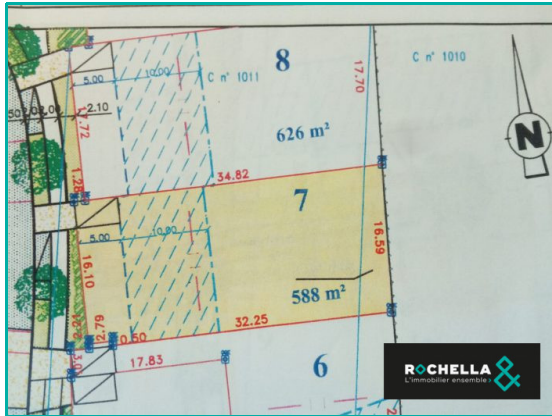 8
5.00
10.00
C n° 1011
17.70
C n° 1010
2.10
17.72
626 m²
N
1.28
34.82
7
5.00
10.00
16.59
16.10
588 m²
2.79
0.50
32.25
17.83
6
ROCHELLA &
L'immobilier ensemble